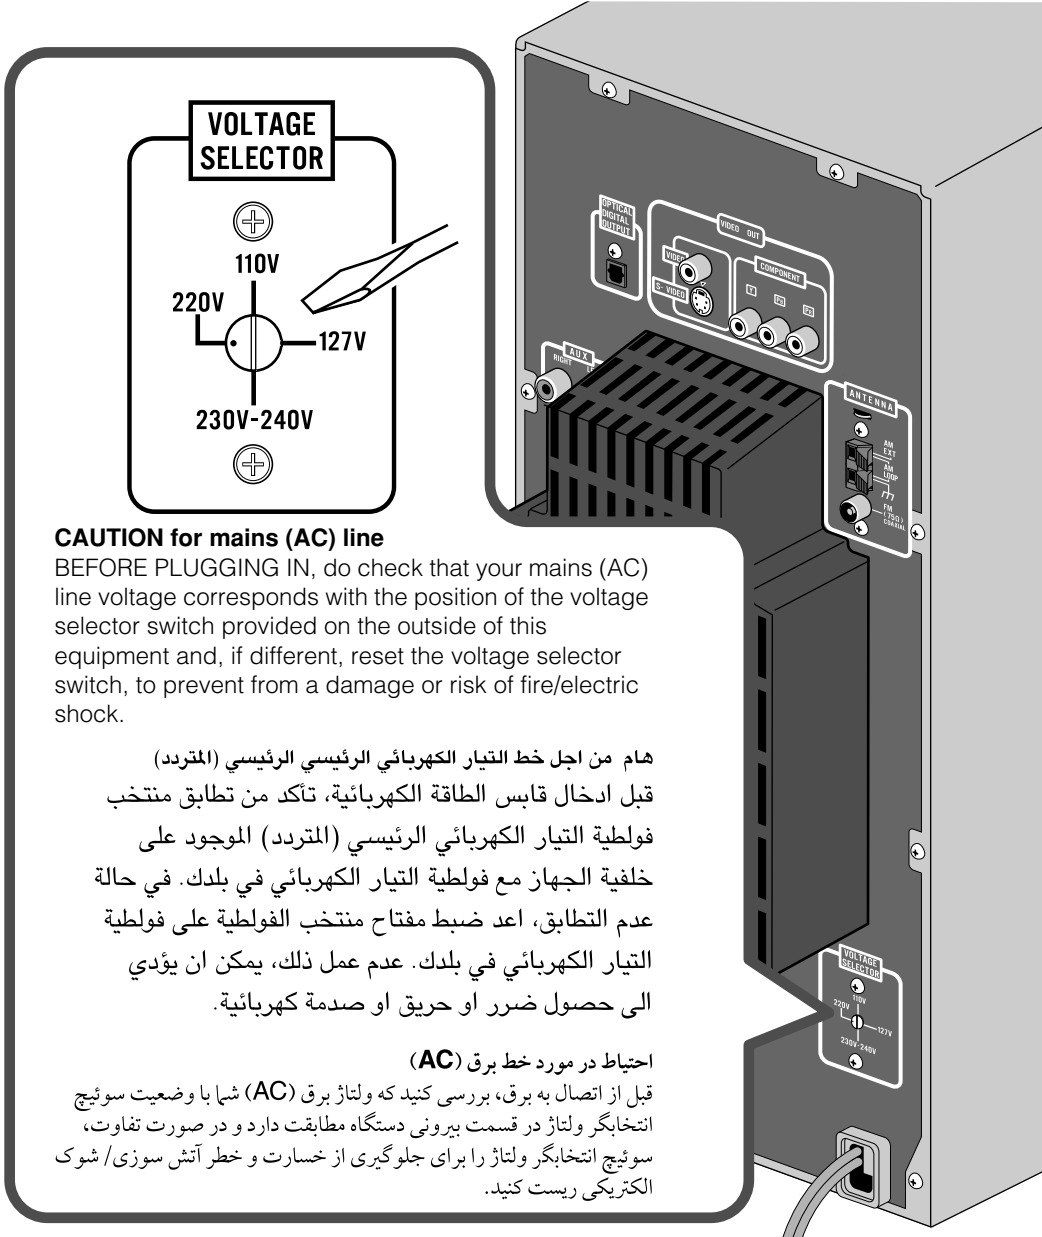 VOLTAGE
SELECTOR
110V
220V
127V
230V-240V
CAUTION for mains (AC) line
BEFORE PLUGGING IN, do check that your mains (AC)
line voltage corresponds with the position of the voltage
selector switch provided on the outside of this
equipment and, if different, reset the voltage selector
switch, to prevent from a damage or risk of fire/electric
shock.
هام من اجل خط التيار الكهربائي الرئيسي الرئيسي (المتردد)
قبل ادخال قابس الطاقة الكهربائية، تأكد من تطابق منتخب
فولطية التيار الكهربائي الرئيسي (المتردد) الموجود على
خلفية الجهاز مع فولطية التيار الكهربائي في بلدك. في حالة
عدم التطابق، اعد ضبط مفتاح منتخب الفولطية على فولطية
التيار الكهربائي في بلدك. عدم عمل ذلك، يمكن ان يؤدي
الى حصول ضرر او حريق او صدمة كهربائية.
احتياط در مورد خط برق (AC)
قبل از اتصال به برق، بررسی کنید که ولتاژ برق (AC) شما با وضعیت سوئیچ
انتخابگر ولتاژ در قسمت بیرونی دستگاه مطابقت دارد و در صورت تفاوت،
سوئیچ انتخابگر ولتاژ را برای جلوگیری از خسارت و خطر آتش سوزی/ شوک
الکتریکی ریست کنید.
OPTICAL
DIGITAL
OUTPUT
VIDEO OUT
VIDEO
S-VIDEO
COMPONENT
Y
PB
PR
AUX
RIGHT
LE
ANTENNA
AM
EXT
AM
LOOP
FM
(75Ω)
COAXIAL
VOLTAGE
SELECTOR
110V
220V
127V
230V-240V